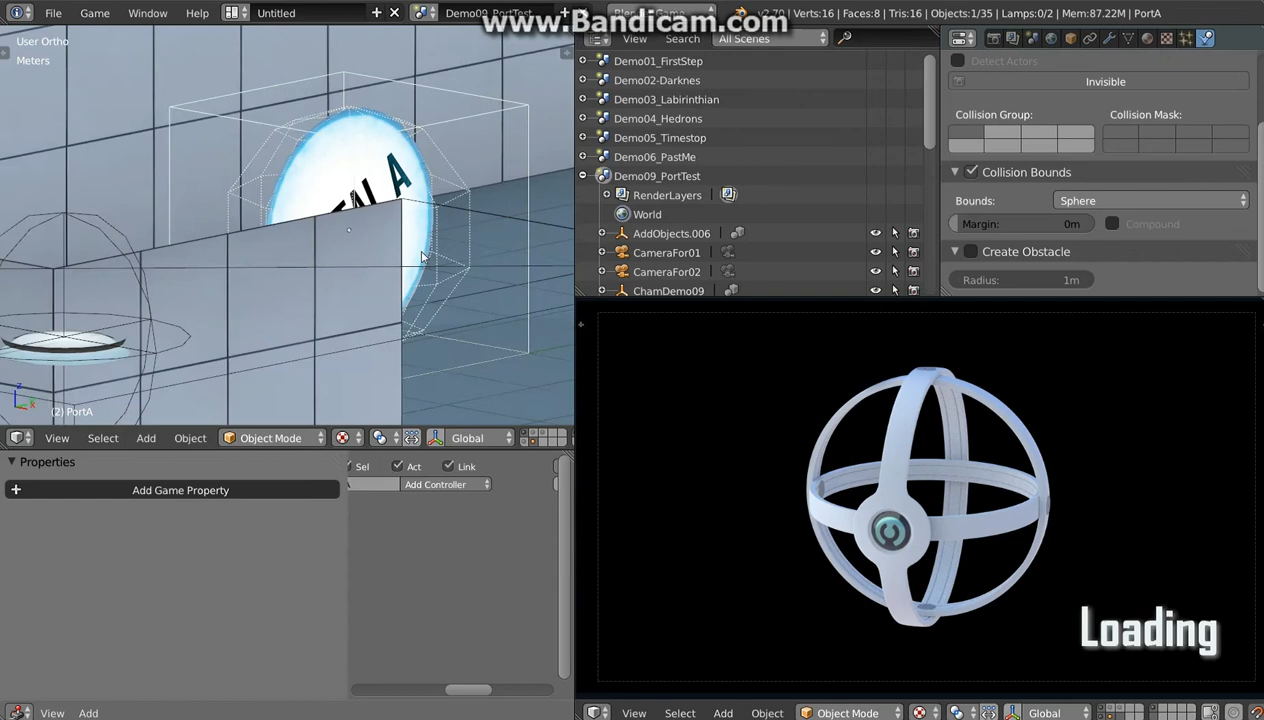 www.Bandicam.com
File
Game
Window
Help
Untitled
Demo09_PortTest
v2.70 | Verts:16 | Faces:8 | Tris:16 | Objects:1/35 | Lamps:0/2 | Mem:87.22M | PortA
User Ortho
Meters
AL A
(2) PortA
View
Select
Add
Object
Object Mode
Global
View
Search
All Scenes
Demo01_FirstStep
Demo02-Darknes
Demo03_Labirinthian
Demo04_Hedrons
Demo05_Timestop
Demo06_PastMe
Demo09_PortTest
RenderLayers
World
AddObjects.006
CameraFor01
CameraFor02
ChamDemo09
Detect Actors
Invisible
Collision Group:
Collision Mask:
Collision Bounds
Bounds:
Sphere
Margin:
0m
Compound
Create Obstacle
Radius:
1m
Properties
Add Game Property
Sel
Act
Link
Add Controller
View
Add
Loading
View
Select
Add
Object
Object Mode
Global